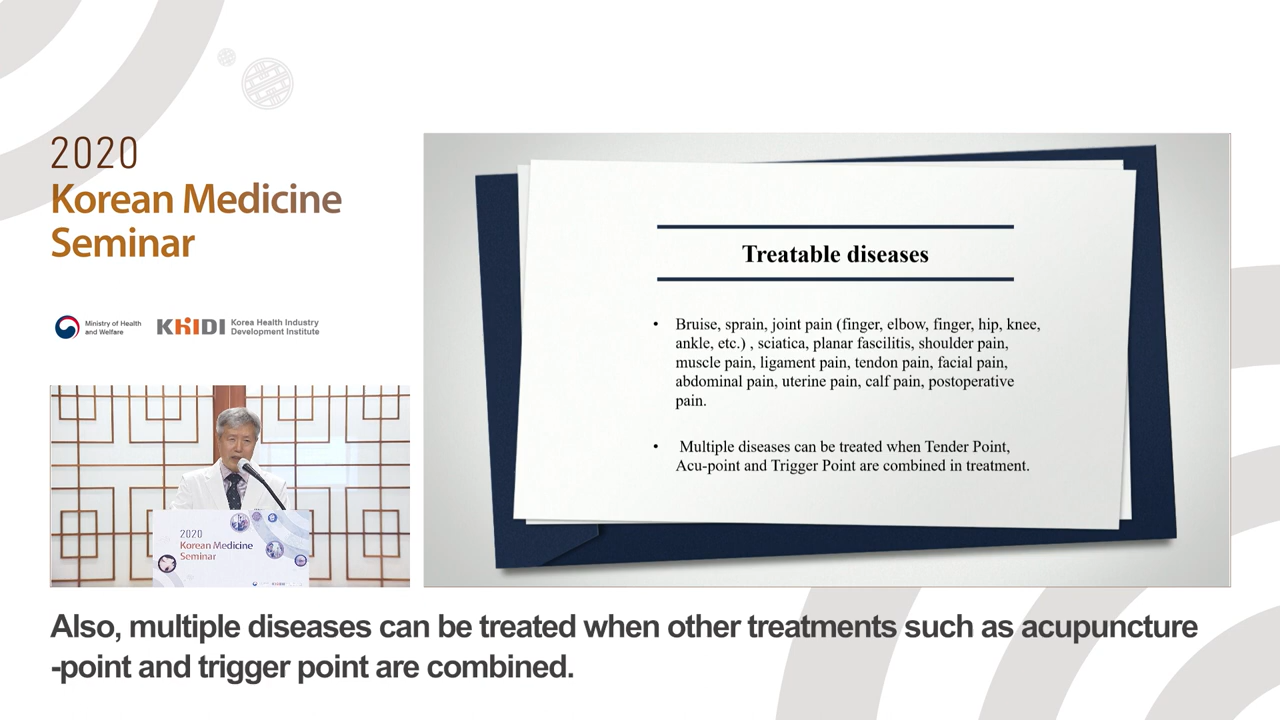 2020
Korean Medicine
Seminar
Ministry of Health
and Welfare
KHIDI
Korea Health Industry
Development Institute
Treatable diseases
• Bruise, sprain, joint pain (finger, elbow, finger, hip, knee,
ankle, etc.) , sciatica, planar fascilitis, shoulder pain,
muscle pain, ligament pain, tendon pain, facial pain,
abdominal pain, uterine pain, calf pain, postoperative
pain.
• Multiple diseases can be treated when Tender Point,
Acu-point and Trigger Point are combined in treatment.
2020
Korean Medicine
Seminar
Also, multiple diseases can be treated when other treatments such as acupuncture
-point and trigger point are combined.